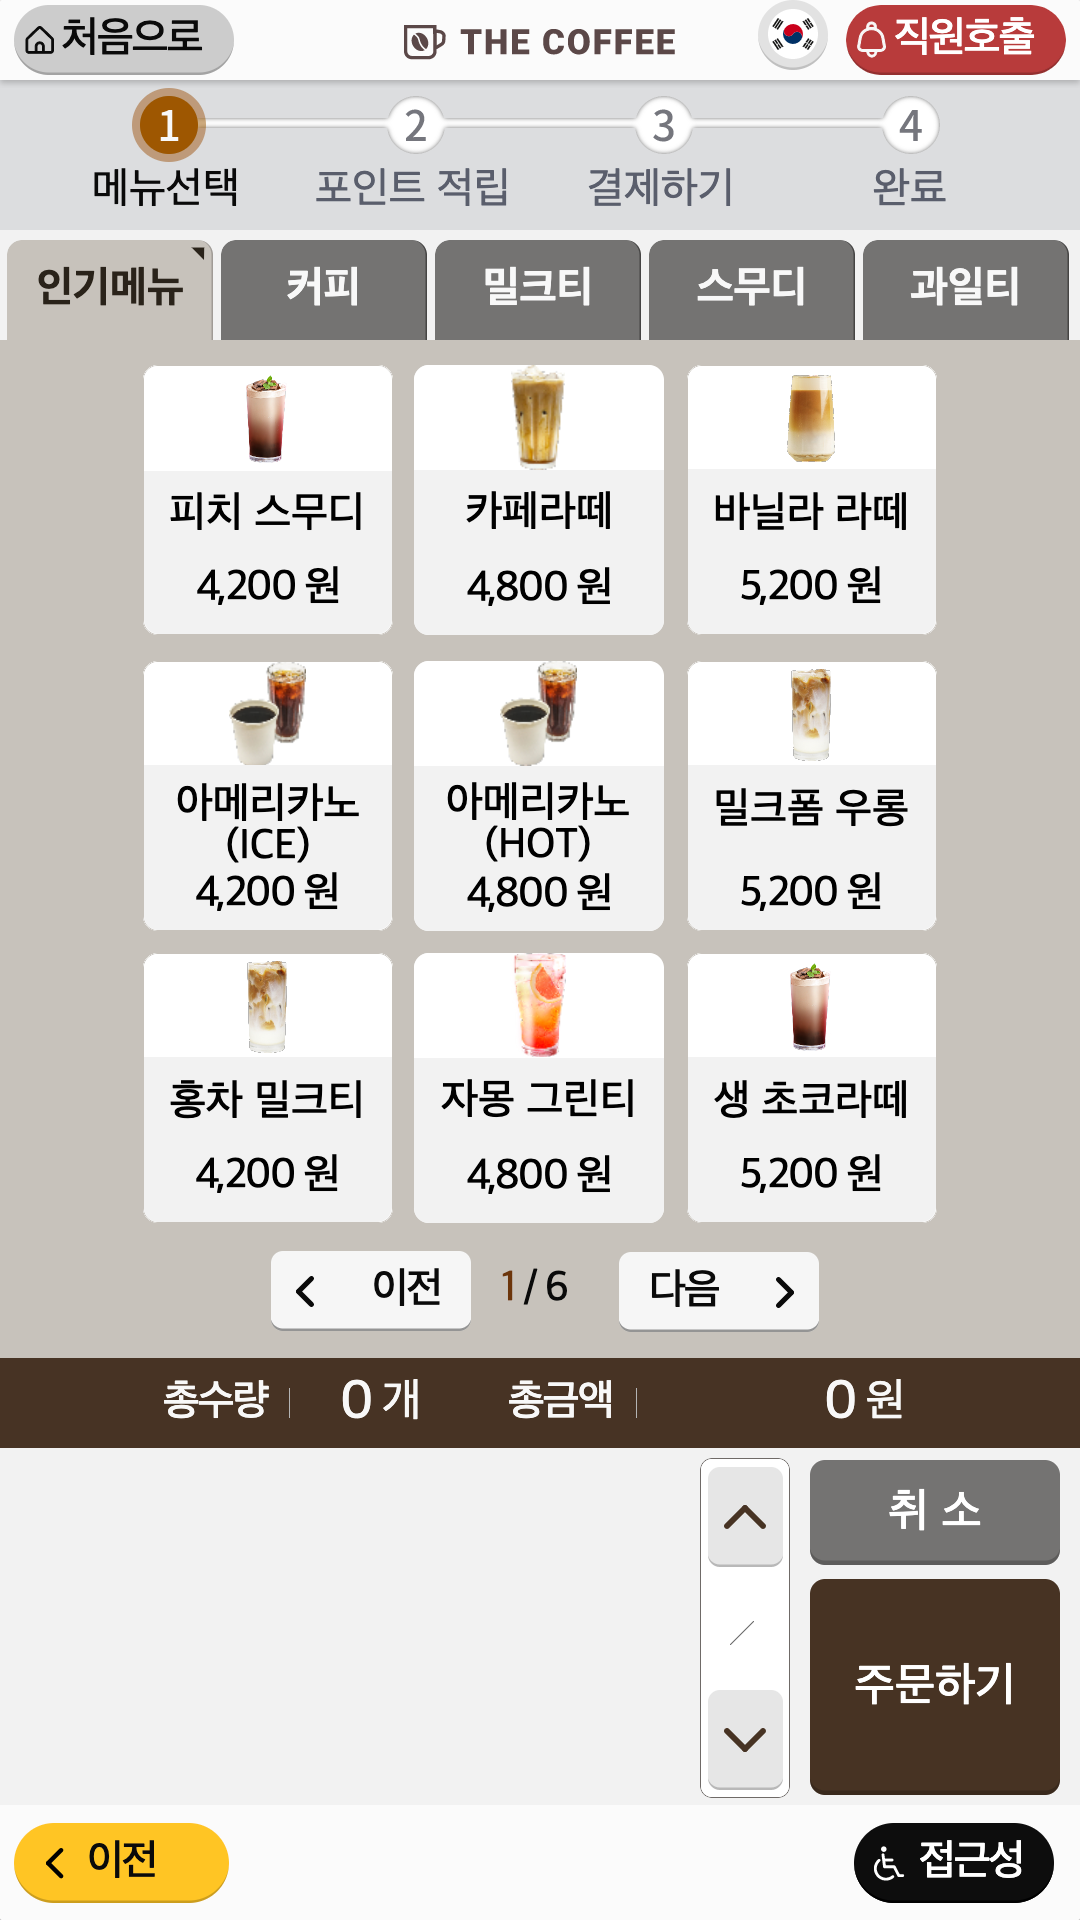 처음으로
THE COFFEE
직원호출
1 2 3 4
메뉴선택 포인트 적립 결제하기 완료
인기메뉴 커피 밀크티 스무디 과일티
피치 스무디
4,200 원
카페라떼
4,800 원
바닐라 라떼
5,200 원
아메리카노
(ICE)
4,200 원
아메리카노
(HOT)
4,800 원
밀크폼 우롱
5,200 원
홍차 밀크티
4,200 원
자몽 그린티
4,800 원
생 초코라떼
5,200 원
이전 1 / 6 다음
총수량 0 개 총금액 0 원
취 소
/
주문하기
이전
접근성